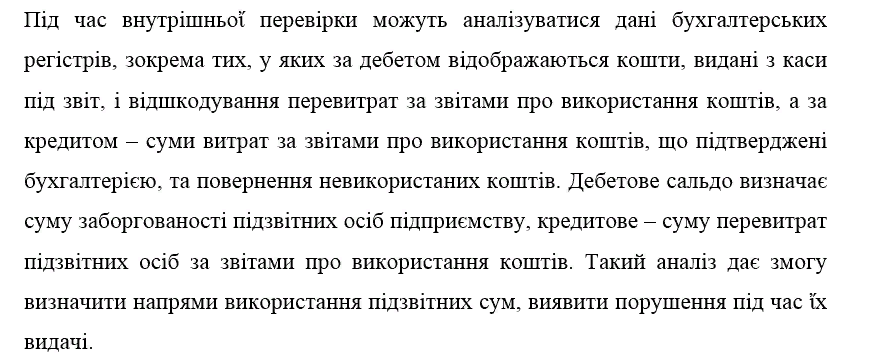 Під час внутрішньої перевірки можуть аналізуватися дані бухгалтерських
регістрів, зокрема тих, у яких за дебетом відображаються кошти, видані з каси
під звіт, і відшкодування перевитрат за звітами про використання коштів, а за
кредитом – суми витрат за звітами про використання коштів, що підтверджені
бухгалтерією, та повернення невикористаних коштів. Дебетове сальдо визначає
суму заборгованості підзвітних осіб підприємству, кредитове – суму перевитрат
підзвітних осіб за звітами про використання коштів. Такий аналіз дає змогу
визначити напрями використання підзвітних сум, виявити порушення під час їх
видачі.